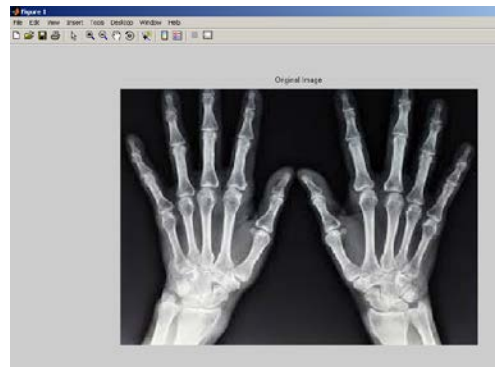 Figure 1
File Edit View Insert Tools Desktop Window Help
Original Image